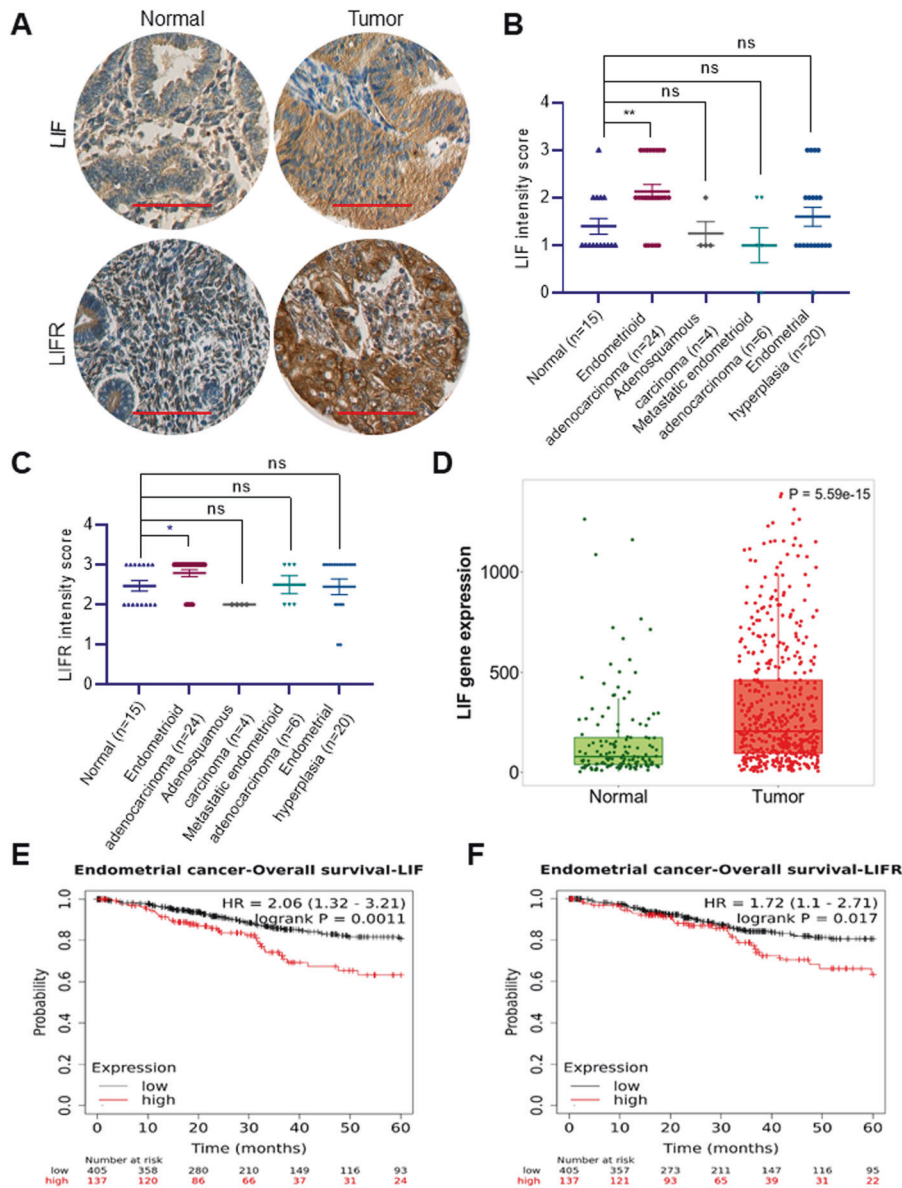 A
Normal
Tumor
LIF
LIFR
B
ns
ns
ns
**
LIF intensity score
4
3
2
1
0
Normal (n=15)
Endometrioid
adenocarcinoma (n=24)
Adenosquamous
carcinoma (n=4)
Metastatic endometrioid
adenocarcinoma (n=6)
Endometrial
hyperplasia (n=20)
C
ns
ns
ns
*
LIFR intensity score
4
3
2
1
0
Normal (n=15)
Endometrioid
adenocarcinoma (n=24)
Adenosquamous
carcinoma (n=4)
Metastatic endometrioid
adenocarcinoma (n=6)
Endometrial
hyperplasia (n=20)
D
P = 5.59e-15
LIF gene expression
1000
500
0
Normal
Tumor
E
Endometrial cancer-Overall survival-LIF
HR = 2.06 (1.32 - 3.21)
logrank P = 0.0011
Probability
1.0
0.8
0.6
0.4
0.2
0.0
Expression
low
high
0 10 20 30 40 50 60
Time (months)
Number at risk
low 405 358 280 210 149 116 93
high 137 120 86 66 37 31 24
F
Endometrial cancer-Overall survival-LIFR
HR = 1.72 (1.1 - 2.71)
logrank P = 0.017
Probability
1.0
0.8
0.6
0.4
0.2
0.0
Expression
low
high
0 10 20 30 40 50 60
Time (months)
Number at risk
low 405 357 273 211 147 116 95
high 137 121 93 65 39 31 22